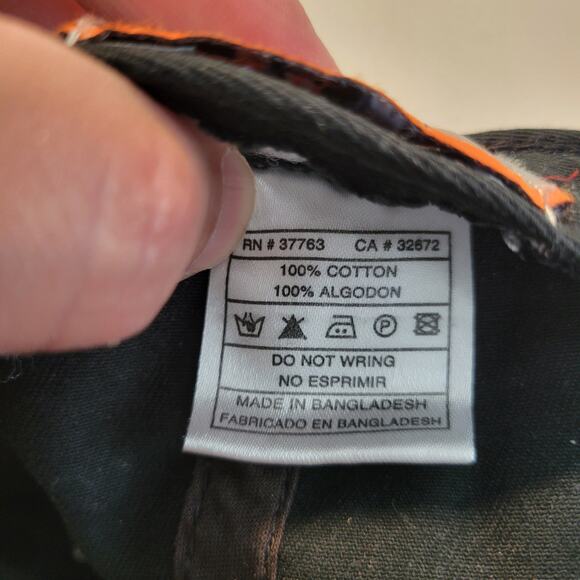 RN # 37763 CA # 32672
100% COTTON
100% ALGODON
P
DO NOT WRING
NO ESPRIMIR
MADE IN BANGLADESH
FABRICADO EN BANGLADESH